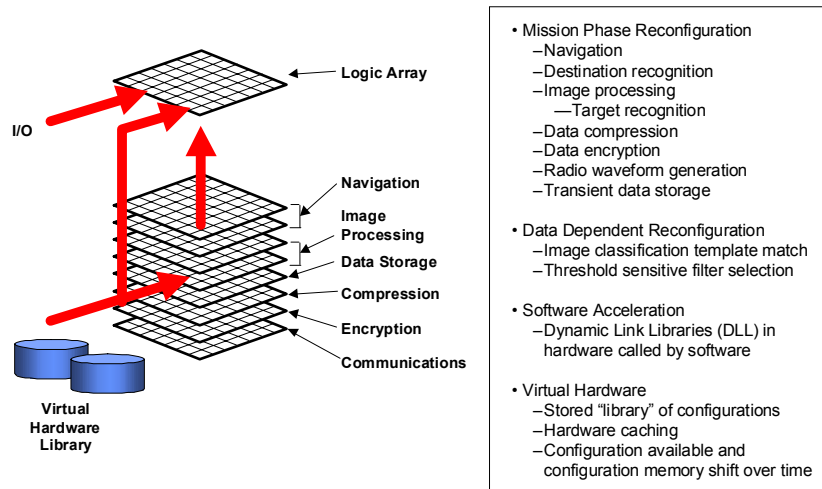 Logic Array
I/O
Navigation
Image
Processing
Data Storage
Compression
Encryption
Communications
Virtual
Hardware
Library
• Mission Phase Reconfiguration
–Navigation
–Destination recognition
–Image processing
—Target recognition
–Data compression
–Data encryption
–Radio waveform generation
–Transient data storage
• Data Dependent Reconfiguration
–Image classification template match
–Threshold sensitive filter selection
• Software Acceleration
–Dynamic Link Libraries (DLL) in
hardware called by software
• Virtual Hardware
–Stored “library” of configurations
–Hardware caching
–Configuration available and
configuration memory shift over time